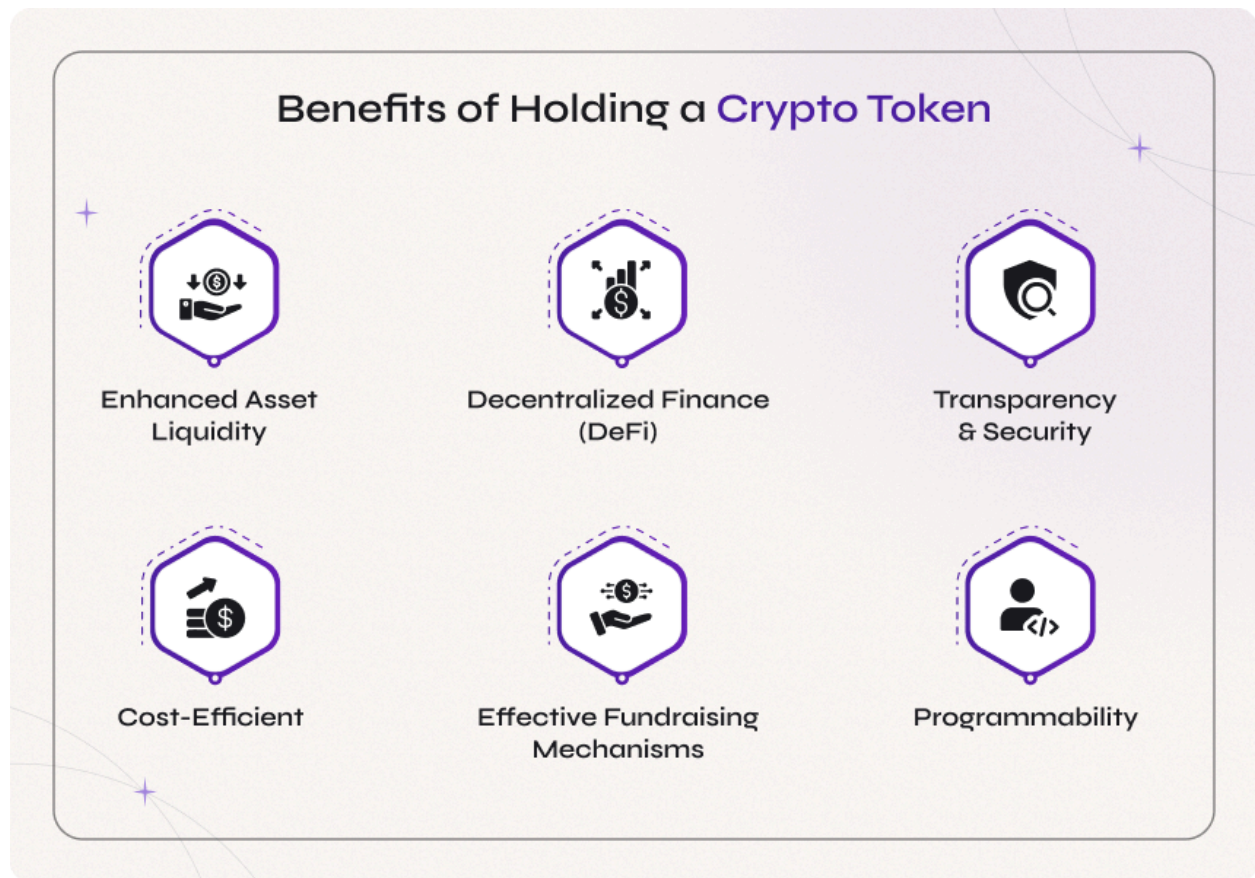 Benefits of Holding a Crypto Token
Enhanced Asset
Liquidity
Decentralized Finance
(DeFi)
Transparency
& Security
Cost-Efficient
Effective Fundraising
Mechanisms
Programmability